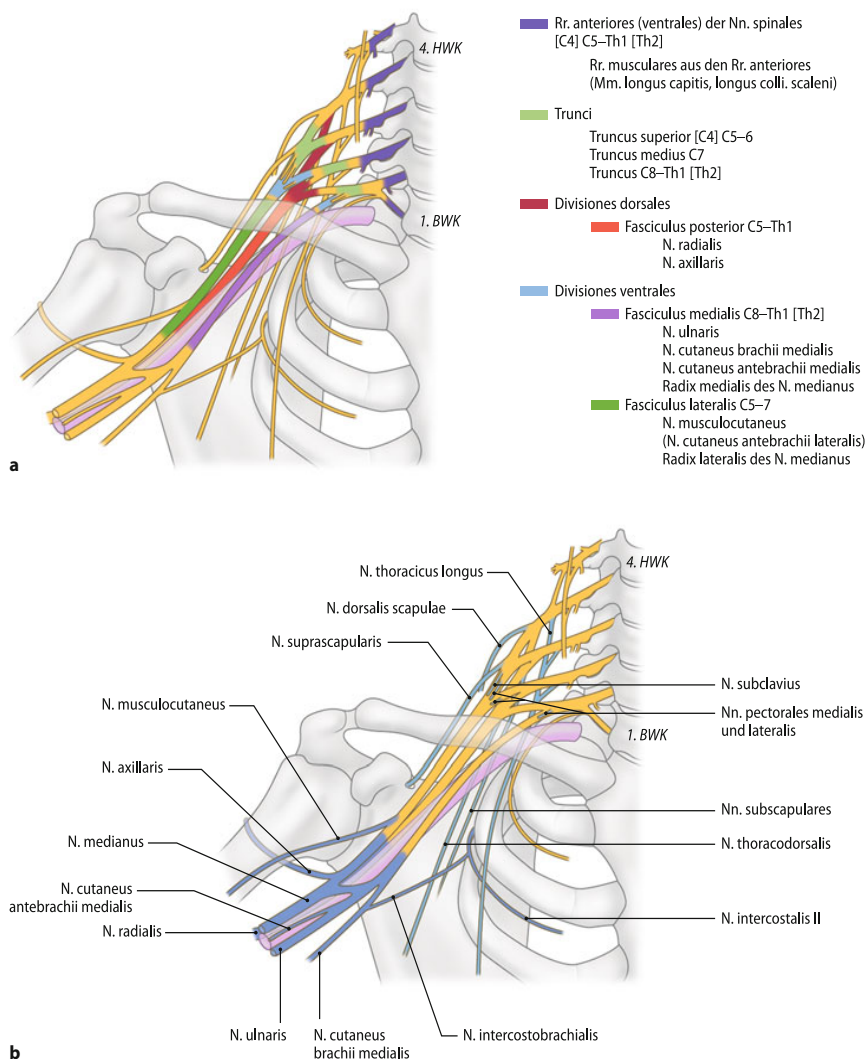 a
4. HWK
1. BWK
Rr. anteriores (ventrales) der Nn. spinales
[C4] C5–Th1 [Th2]
Rr. musculares aus den Rr. anteriores
(Mm. longus capitis, longus colli. scaleni)
Trunci
Truncus superior [C4] C5–6
Truncus medius C7
Truncus C8–Th1 [Th2]
Divisiones dorsales
Fasciculus posterior C5–Th1
N. radialis
N. axillaris
Divisiones ventrales
Fasciculus medialis C8–Th1 [Th2]
N. ulnaris
N. cutaneus brachii medialis
N. cutaneus antebrachii medialis
Radix medialis des N. medianus
Fasciculus lateralis C5–7
N. musculocutaneus
(N. cutaneus antebrachii lateralis)
Radix lateralis des N. medianus
b
4. HWK
1. BWK
N. thoracicus longus
N. dorsalis scapulae
N. suprascapularis
N. musculocutaneus
N. axillaris
N. medianus
N. cutaneus
antebrachii medialis
N. radialis
N. ulnaris
N. cutaneus
brachii medialis
N. intercostobrachialis
N. subclavius
Nn. pectorales medialis
und lateralis
Nn. subscapulares
N. thoracodorsalis
N. intercostalis II